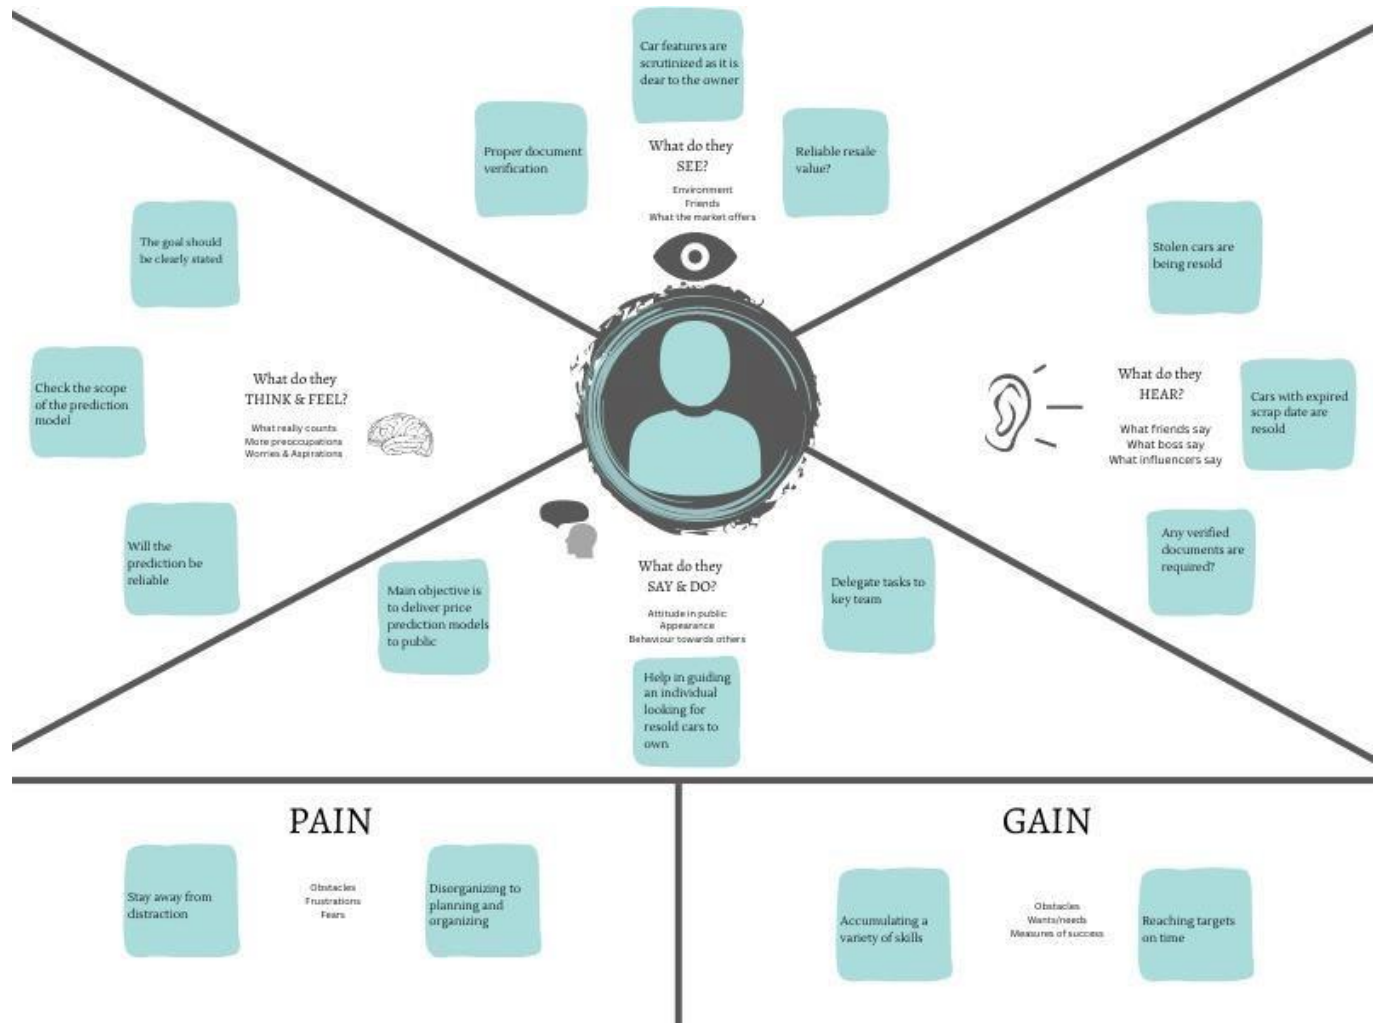 Car features are
scrutinized as it is
dear to the owner
Proper document
verification
What do they
SEE?
Environment
Friends
What the market offers
Reliable resale
value?
The goal should
be clearly stated
Check the scope
of the prediction
model
What do they
THINK & FEEL?
What really counts
More preoccupations
Worries & Aspirations
Will the
prediction be
reliable
Stolen cars are
being resold
What do they
HEAR?
What friends say
What boss say
What influencers say
Cars with expired
scrap date are
resold
Any verified
documents are
required?
Main objective is
to deliver price
prediction models
to public
What do they
SAY & DO?
Attitude in public
Appearance
Behaviour towards others
Delegate tasks to
key team
Help in guiding
an individual
looking for
resold cars to
own
PAIN
Stay away from
distraction
Obstacles
Frustrations
Fears
Disorganizing to
planning and
organizing
GAIN
Accumulating a
variety of skills
Obstacles
Wants/needs
Measures of success
Reaching targets
on time